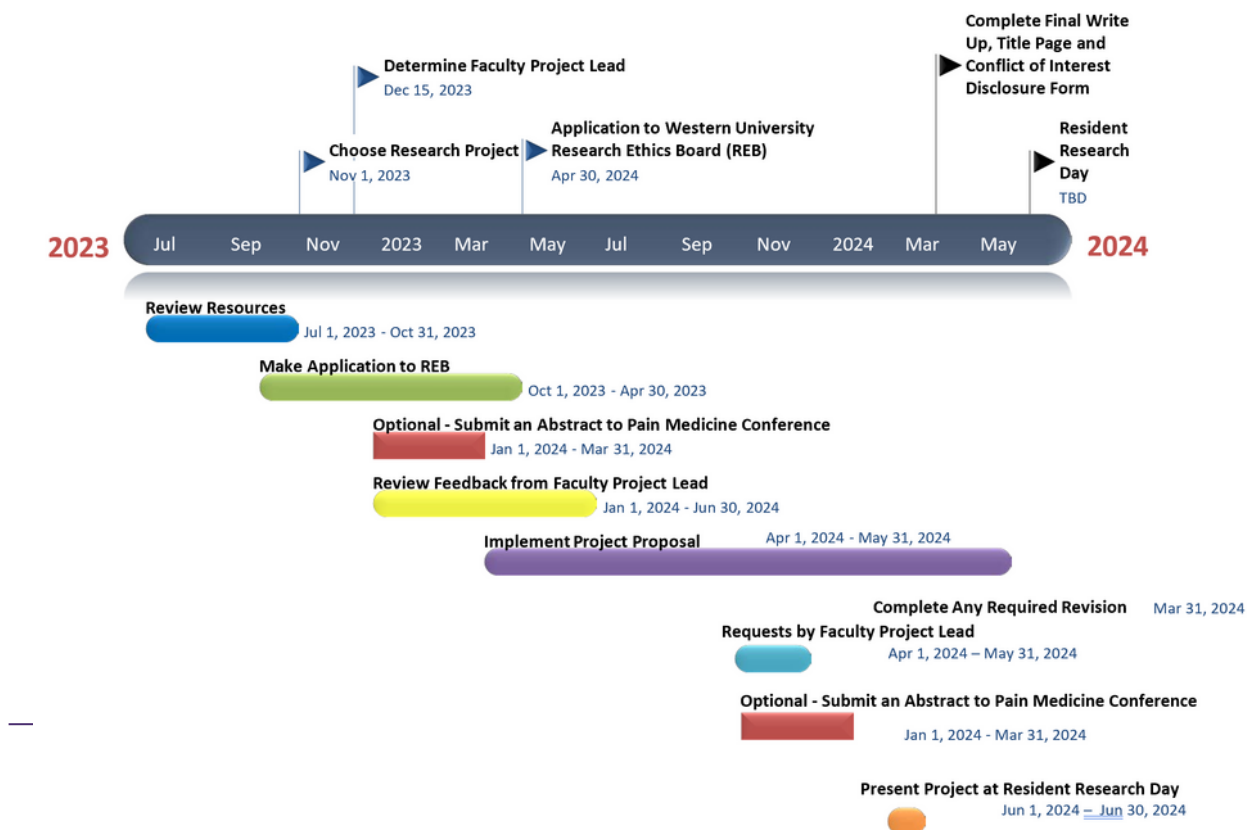 Complete Final Write
Up, Title Page and
Conflict of Interest
Disclosure Form
Determine Faculty Project Lead
Dec 15, 2023
Application to Western University
Research Ethics Board (REB)
Apr 30, 2024
Choose Research Project
Nov 1, 2023
Resident
Research
Day
TBD
2023
Jul Sep Nov 2023 Mar May Jul Sep Nov 2024 Mar May
2024
Review Resources
Jul 1, 2023 - Oct 31, 2023
Make Application to REB
Oct 1, 2023 - Apr 30, 2023
Optional - Submit an Abstract to Pain Medicine Conference
Jan 1, 2024 - Mar 31, 2024
Review Feedback from Faculty Project Lead
Jan 1, 2024 - Jun 30, 2024
Implement Project Proposal
Apr 1, 2024 - May 31, 2024
Complete Any Required Revision
Mar 31, 2024
Requests by Faculty Project Lead
Apr 1, 2024 – May 31, 2024
Optional - Submit an Abstract to Pain Medicine Conference
Jan 1, 2024 - Mar 31, 2024
Present Project at Resident Research Day
Jun 1, 2024 – Jun 30, 2024